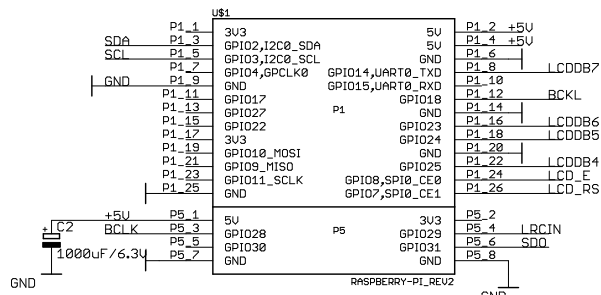 U$1
P1_1 3V3 5V P1_2 +5V
SDA P1_3 GPIO2,I2C0_SDA 5V P1_4 +5V
SCL P1_5 GPIO3,I2C0_SCL GND P1_6
P1_7 GPIO4,GPCLK0 GPIO14,UART0_TXD P1_8 LCDDB7
GND P1_9 GND GPIO15,UART0_RXD P1_10
P1_11 GPIO17 GPIO18 P1_12 BCKL
P1_13 GPIO27 P1 GND P1_14
P1_15 GPIO22 GPIO23 P1_16 LCDDB6
P1_17 3V3 GPIO24 P1_18 LCDDB5
P1_19 GPIO10_MOSI GND P1_20
P1_21 GPIO9_MISO GPIO25 P1_22 LCDDB4
P1_23 GPIO11_SCLK GPIO8,SPI0_CE0 P1_24 LCD_E
P1_25 GND GPIO7,SPI0_CE1 P1_26 LCD_RS
+5V P5_1 5V 3V3 P5_2
+ C2 BCLK P5_3 GPIO28 P5 GPIO29 P5_4 LRCIN
1000uF/6.3V P5_5 GPIO30 GPIO31 P5_6 SDO
P5_7 GND GND P5_8
GND RASPBERRY-PI_REV2
GND